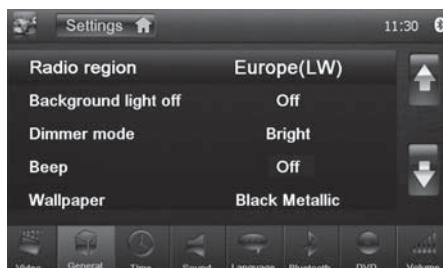 Settings 11:30
Radio region Europe(LW)
Background light off Off
Dimmer mode Bright
Beep Off
Wallpaper Black Metallic
Video General Time Sound Language Bluetooth DVD Volume